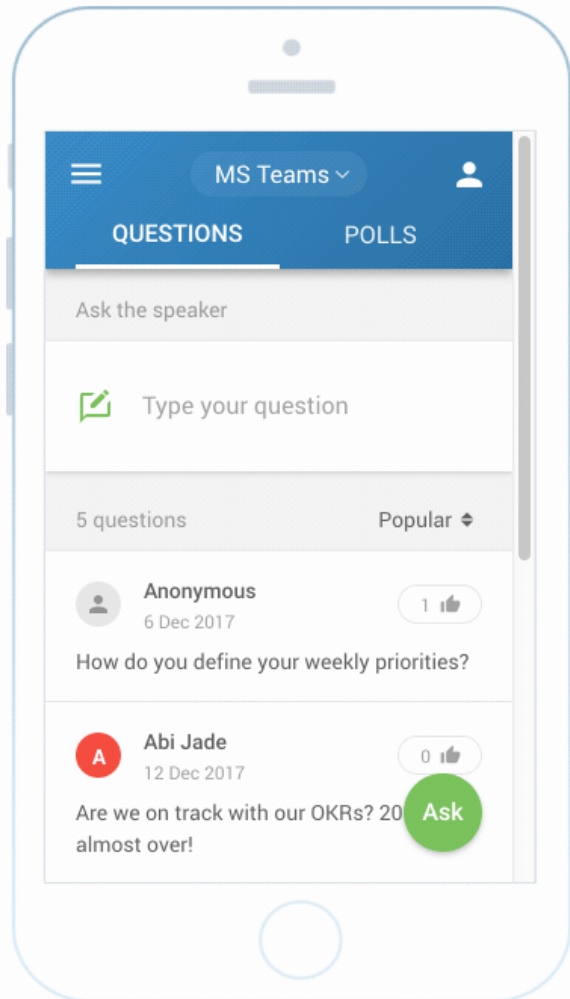 MS Teams
QUESTIONS POLLS
Ask the speaker
Type your question
5 questions Popular
Anonymous
6 Dec 2017
1
How do you define your weekly priorities?
A
Abi Jade
12 Dec 2017
0
Are we on track with our OKRs? 20
almost over!
Ask